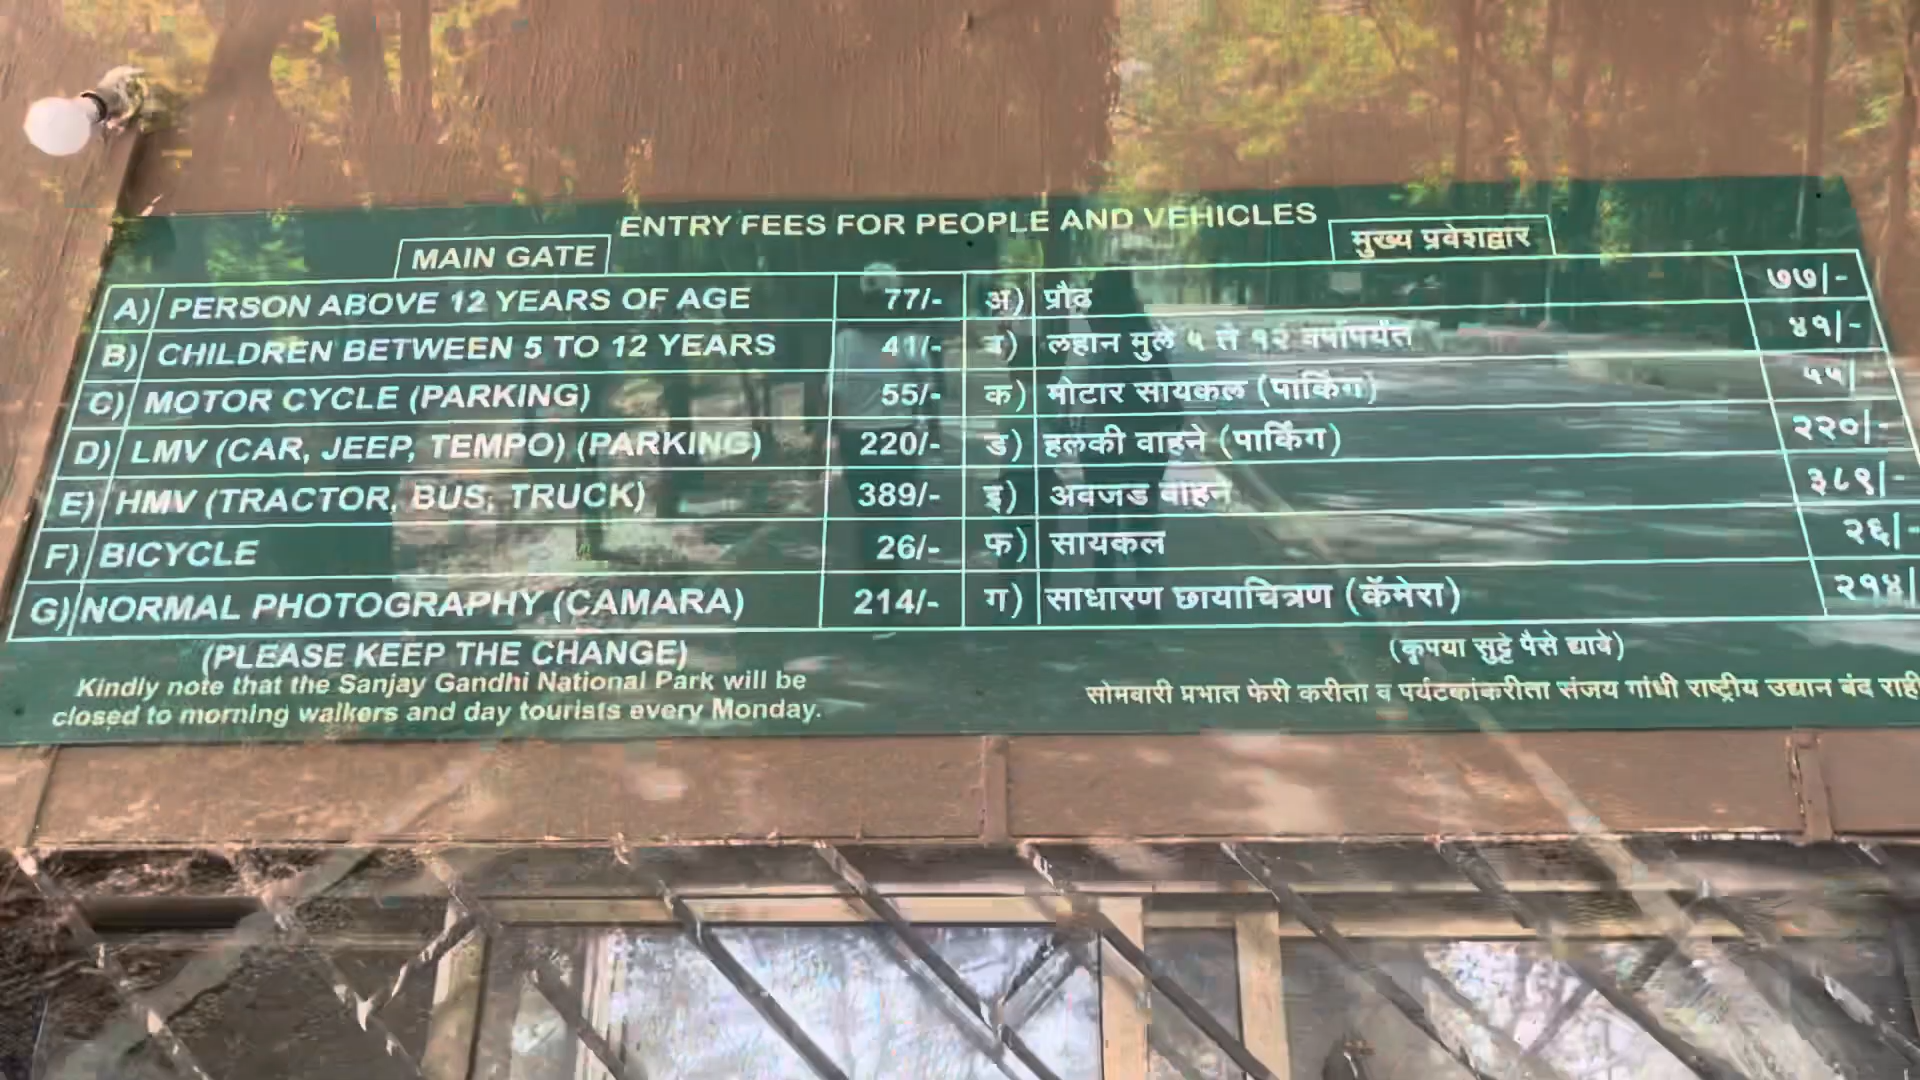 ENTRY FEES FOR PEOPLE AND VEHICLES
MAIN GATE
मुख्य प्रवेशद्वार
A) PERSON ABOVE 12 YEARS OF AGE 77/- अ) प्रौढ ७७/-
B) CHILDREN BETWEEN 5 TO 12 YEARS 41/- ब) लहान मुले ५ ते १२ वर्षापर्यंत ४१/-
C) MOTOR CYCLE (PARKING) 55/- क) मोटार सायकल (पार्किंग) ५५/-
D) LMV (CAR, JEEP, TEMPO) (PARKING) 220/- ड) हलकी वाहने (पार्किंग) २२०/-
E) HMV (TRACTOR, BUS, TRUCK) 389/- इ) अवजड वाहने ३८९/-
F) BICYCLE 26/- फ) सायकल २६/-
G) NORMAL PHOTOGRAPHY (CAMARA) 214/- ग) साधारण छायाचित्रण (कॅमेरा) २१४/
(PLEASE KEEP THE CHANGE)
(कृपया सुट्टे पैसे द्यावे)
Kindly note that the Sanjay Gandhi National Park will be
closed to morning walkers and day tourists every Monday.
सोमवारी प्रभात फेरी करीता व पर्यटकांकरीता संजय गांधी राष्ट्रीय उद्यान बंद